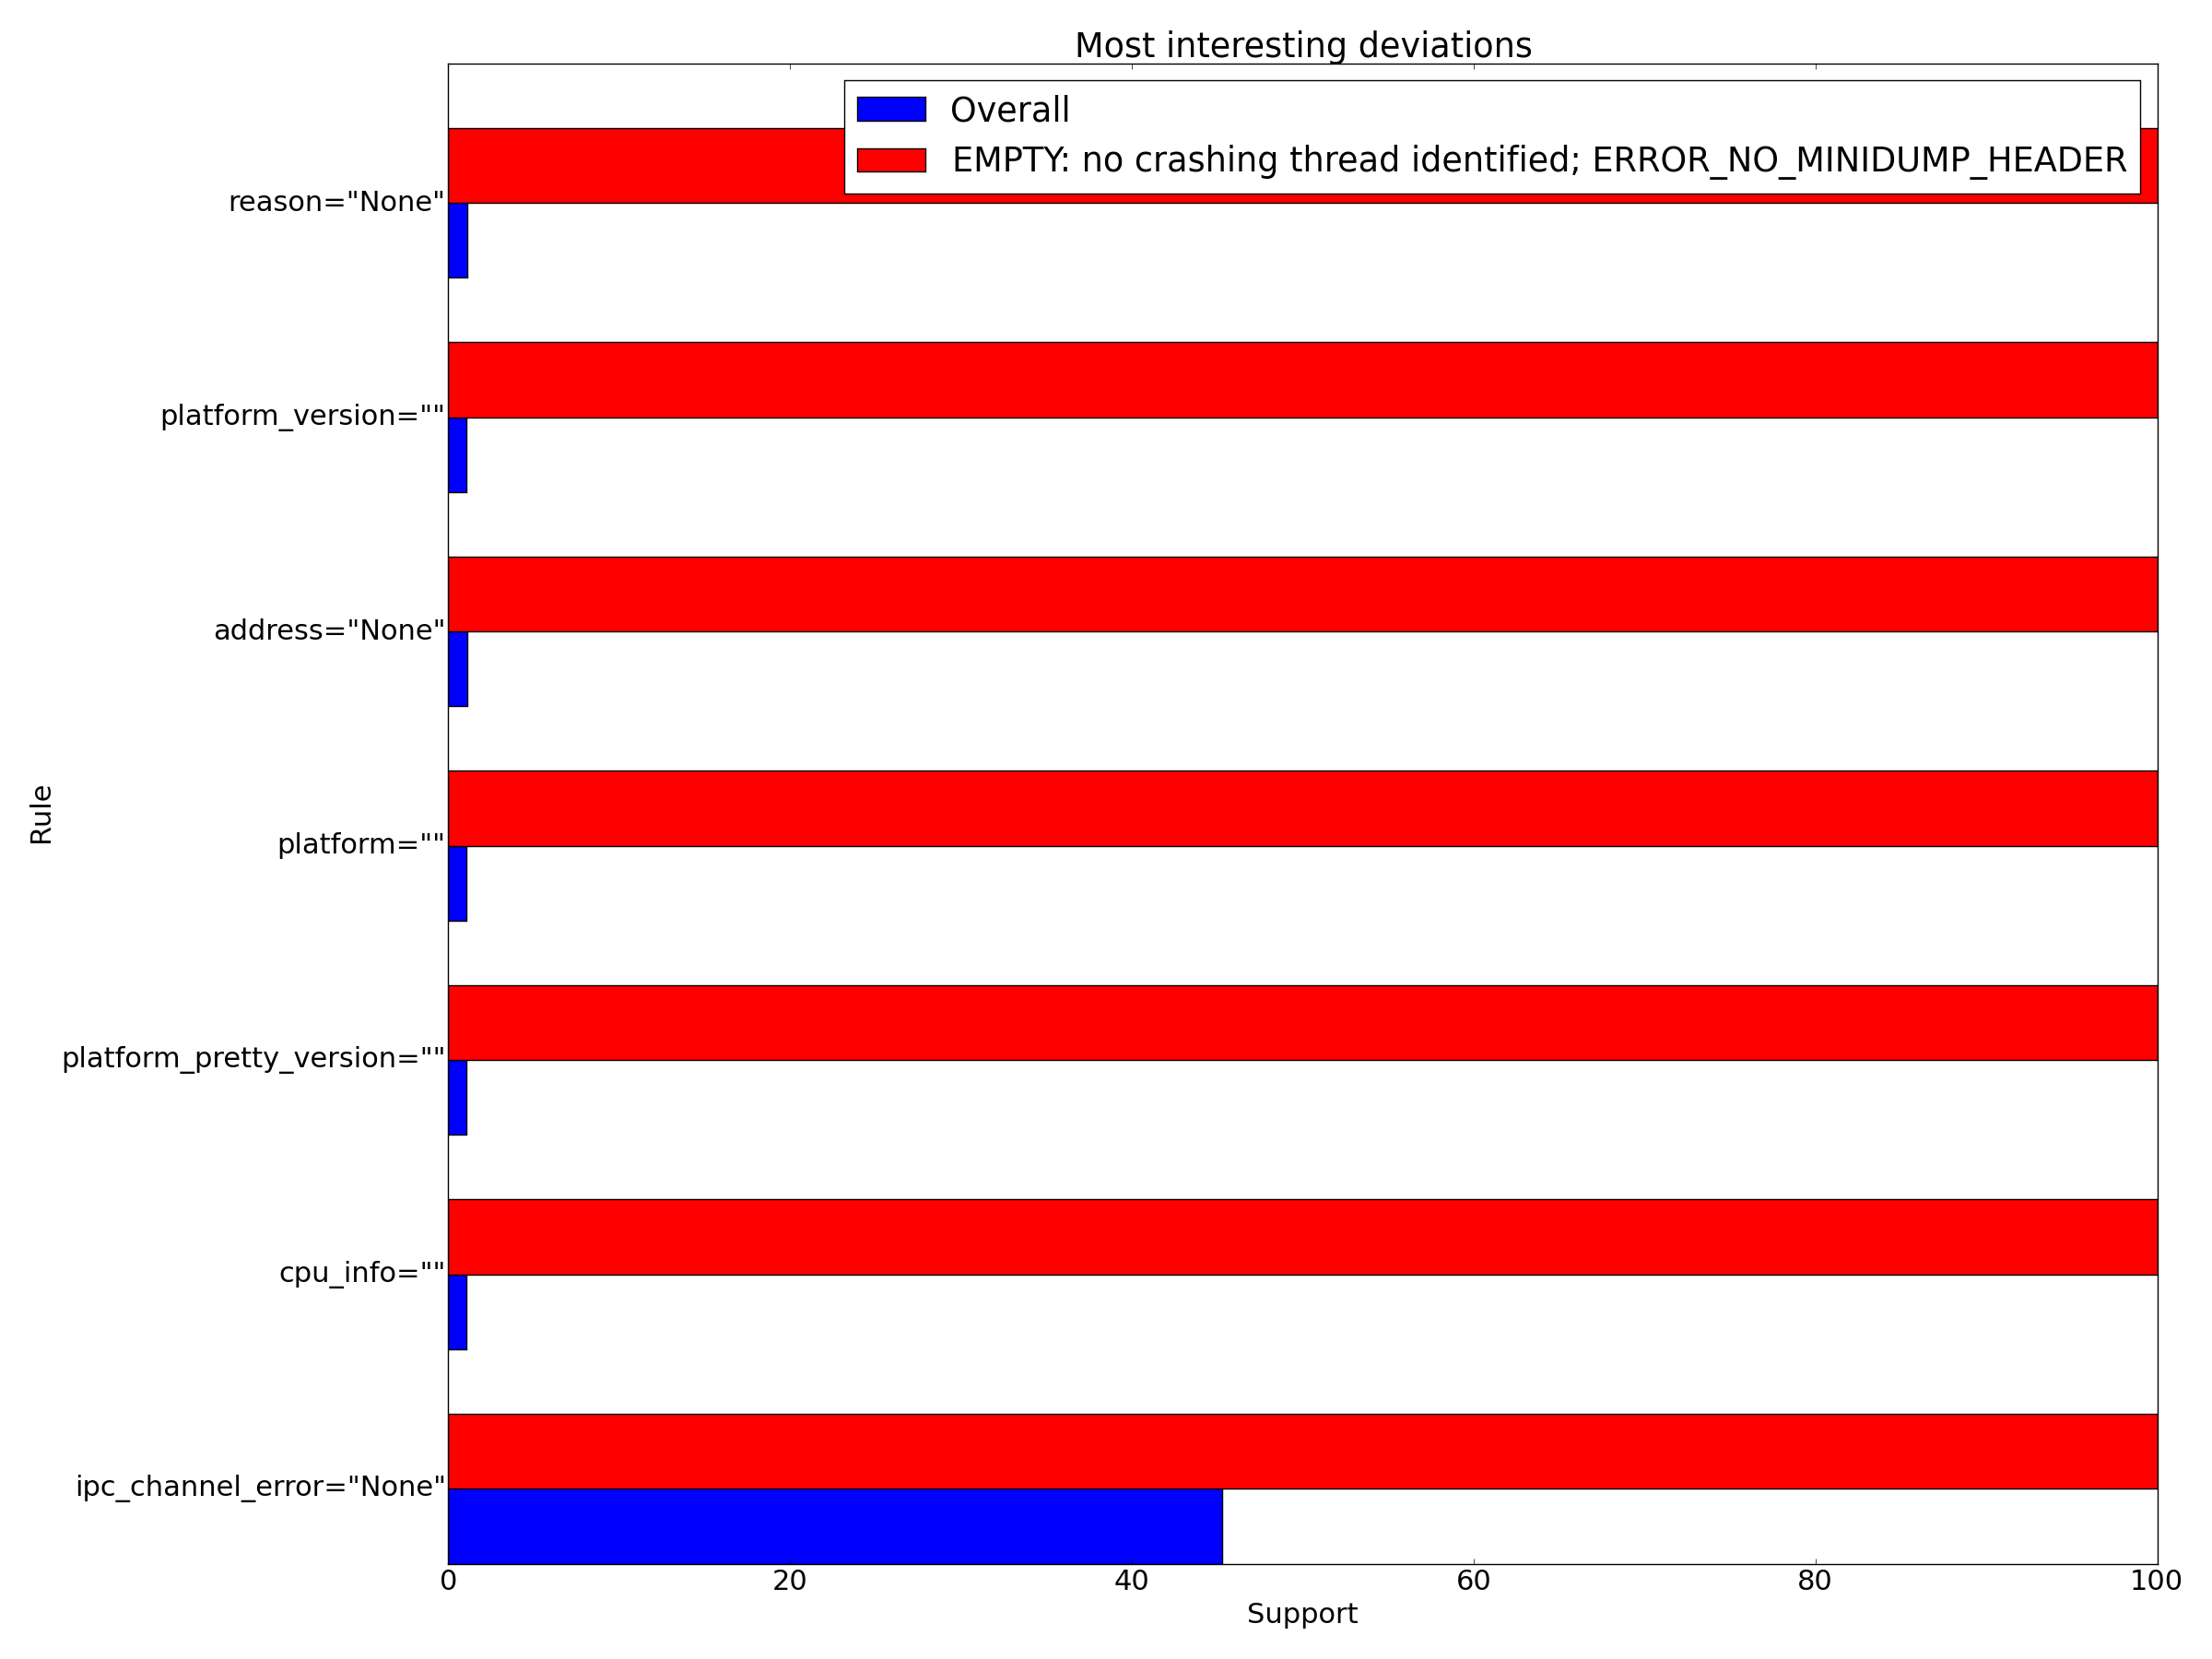 Most interesting deviations
Overall
EMPTY: no crashing thread identified; ERROR_NO_MINIDUMP_HEADER
reason="None"
platform_version=""
address="None"
platform=""
platform_pretty_version=""
cpu_info=""
ipc_channel_error="None"
Rule
0 20 40 60 80 100
Support